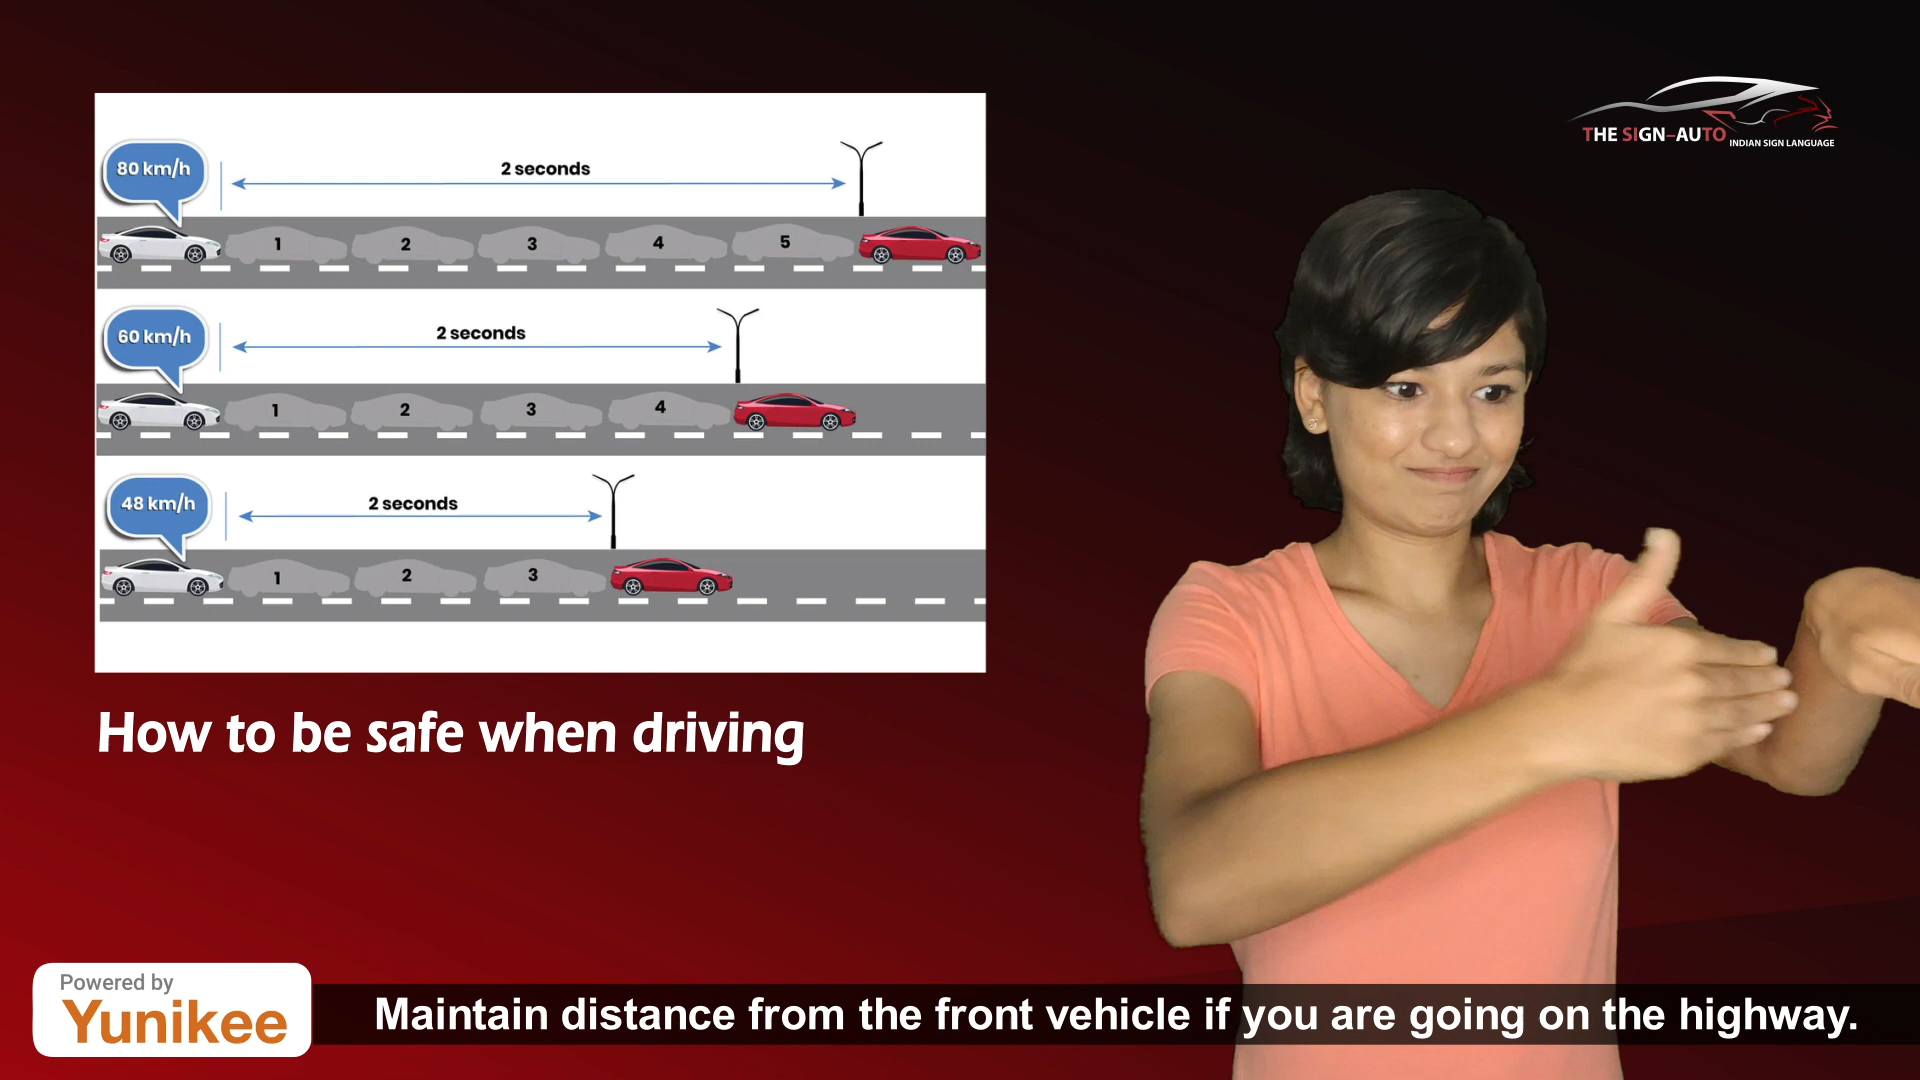 80 km/h
2 seconds
1 2 3 4 5
60 km/h
2 seconds
1 2 3 4
48 km/h
2 seconds
1 2 3
How to be safe when driving
THE SIGN-AUTO
INDIAN SIGN LANGUAGE
Powered by
Yunikee
Maintain distance from the front vehicle if you are going on the highway.